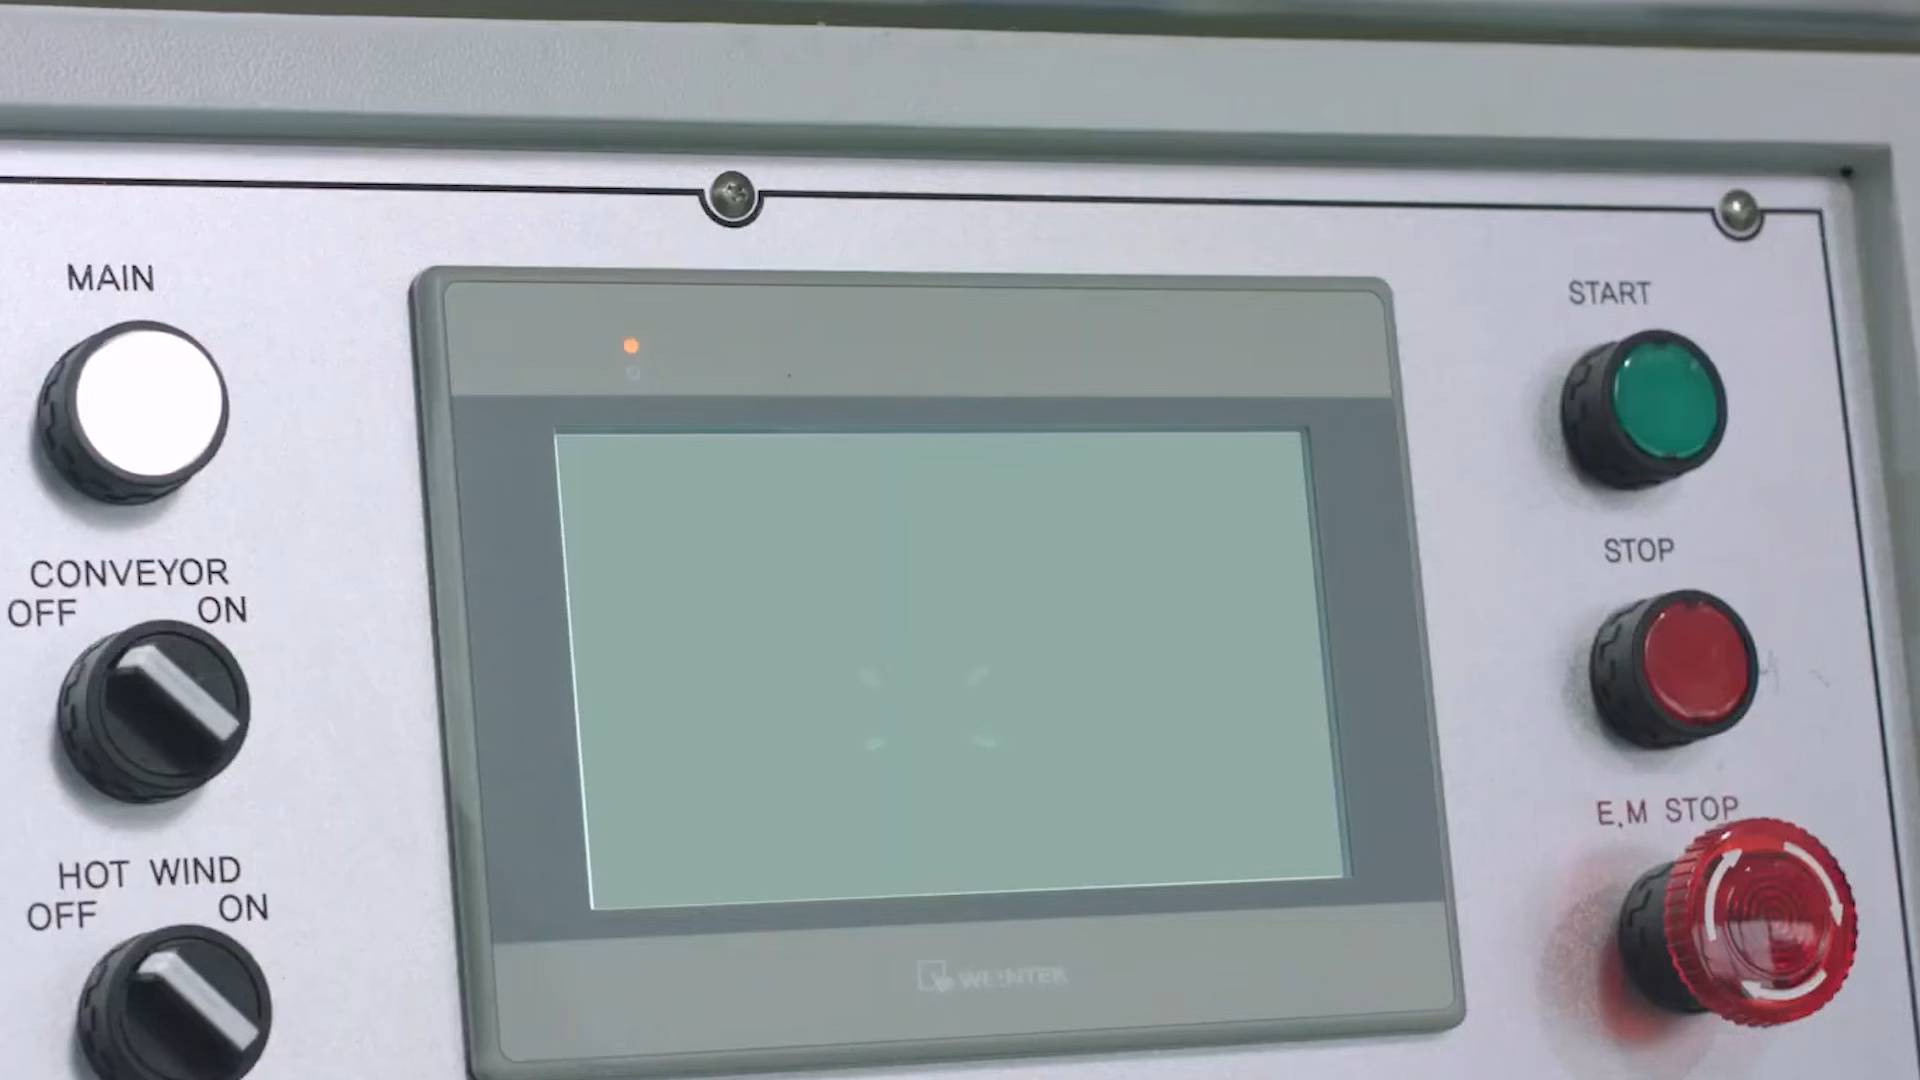 MAIN
CONVEYOR
OFF ON
HOT WIND
OFF ON
START
STOP
E.M STOP